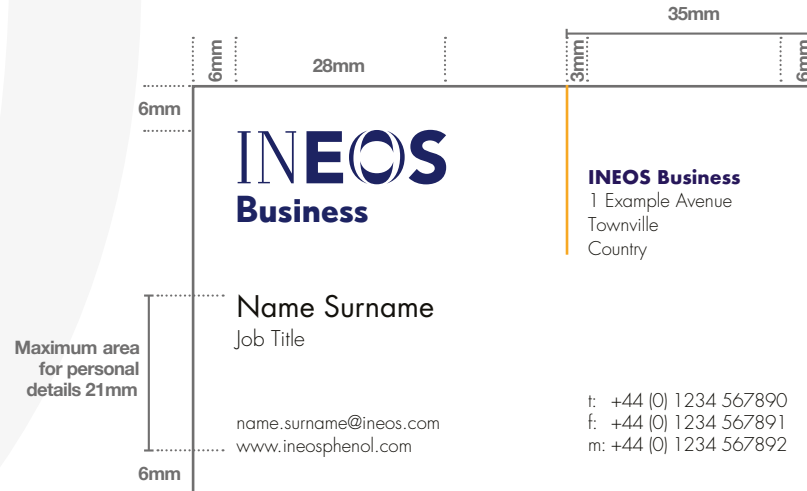 35mm
6mm
28mm
3mm
6mm
6mm
INEOS
Business
INEOS Business
1 Example Avenue
Townville
Country
Maximum area
for personal
details 21mm
Name Surname
Job Title
name.surname@ineos.com
www.ineosphenol.com
t: +44 (0) 1234 567890
f: +44 (0) 1234 567891
m: +44 (0) 1234 567892
6mm